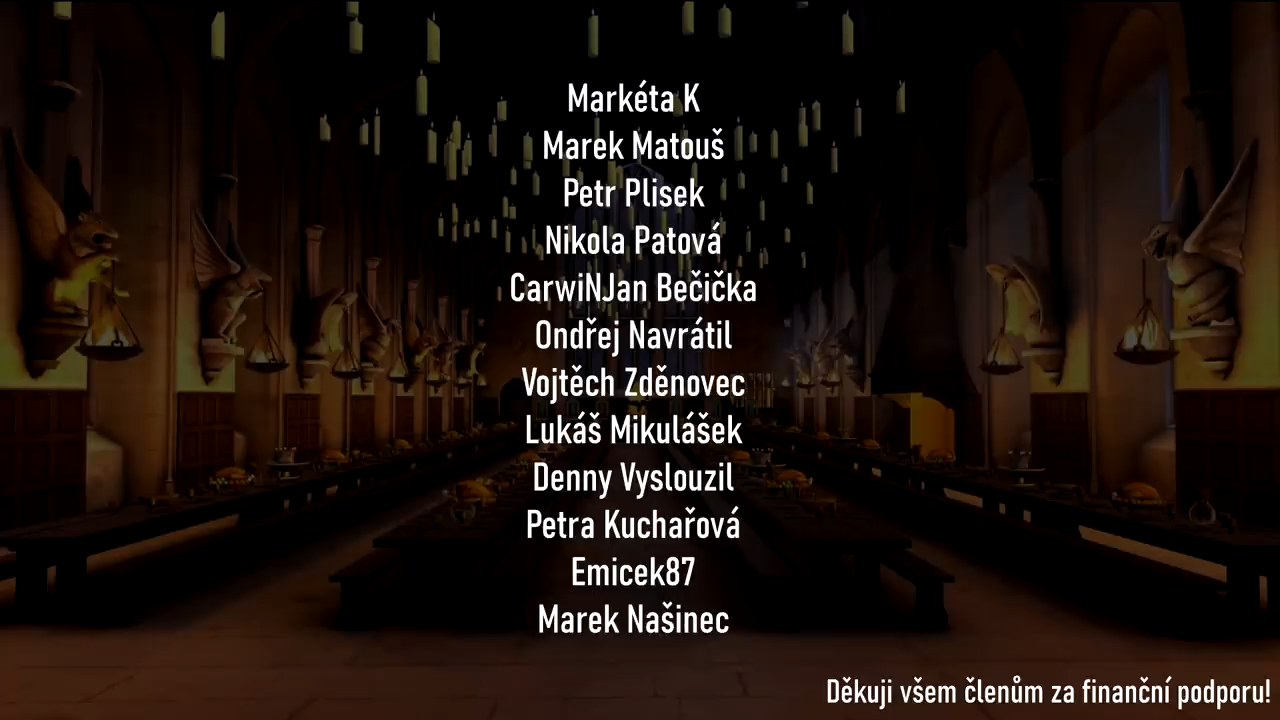 Markéta K
Marek Matouš
Petr Plisek
Nikola Patová
CarwiNJan Bečička
Ondřej Navrátil
Vojtěch Zděnovec
Lukáš Mikulášek
Denny Vyslouzil
Petra Kuchařová
Emicek87
Marek Našinec
Děkuji všem členům za finanční podporu!